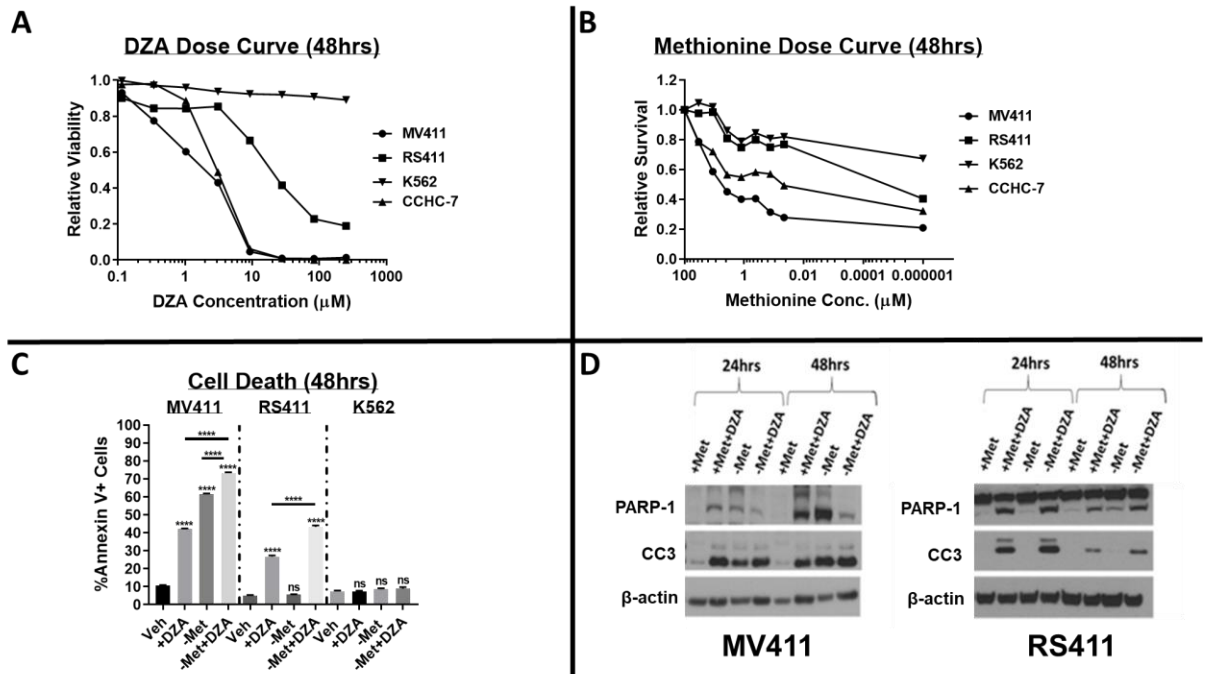 A
DZA Dose Curve (48hrs)
Relative Viability
1.0
0.8
0.6
0.4
0.2
0.0
0.1
1
10
100
1000
DZA Concentration (μM)
MV411
RS411
K562
CCHC-7
B
Methionine Dose Curve (48hrs)
Relative Survival
1.2
1.0
0.8
0.6
0.4
0.2
0.0
100
1
0.01
0.0001
0.000001
Methionine Conc. (μM)
MV411
RS411
K562
CCHC-7
C
Cell Death (48hrs)
MV411 RS411 K562
%Annexin V+ Cells
100
90
80
70
60
50
40
30
20
10
0
****
****
****
****
****
****
****
****
ns
ns
ns
ns
Veh
+DZA
-Met
-Met+DZA
Veh
+DZA
-Met
-Met+DZA
Veh
+DZA
-Met
-Met+DZA
D
24hrs 48hrs
+Met
+Met+DZA
-Met
-Met+DZA
+Met
+Met+DZA
-Met
-Met+DZA
PARP-1
CC3
β-actin
MV411
24hrs 48hrs
+Met
+Met+DZA
-Met
-Met+DZA
+Met
+Met+DZA
-Met
-Met+DZA
PARP-1
CC3
β-actin
RS411